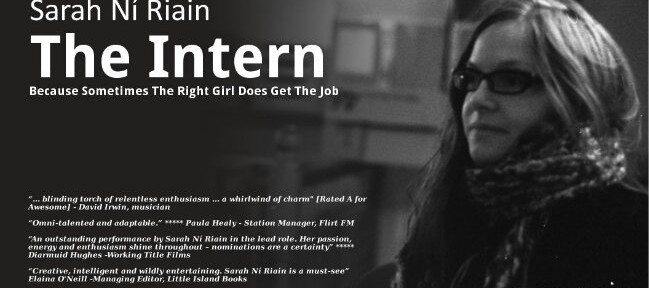 Sarah Ní Riain
The Intern
Because Sometimes The Right Girl Does Get The Job
"... blinding torch of relentless enthusiasm ... a whirlwind of charm" [Rated A for
Awesome] - David Irwin, musician
"Omni-talented and adaptable." ***** Paula Healy - Station Manager, Flirt FM
"An outstanding performance by Sarah Ní Riain in the lead role. Her passion,
energy and enthusiasm shine throughout – nominations are a certainty" *****
Diarmuid Hughes -Working Title Films
"Creative, intelligent and wildly entertaining. Sarah Ní Riain is a must-see"
Elaina O'Neill -Managing Editor, Little Island Books